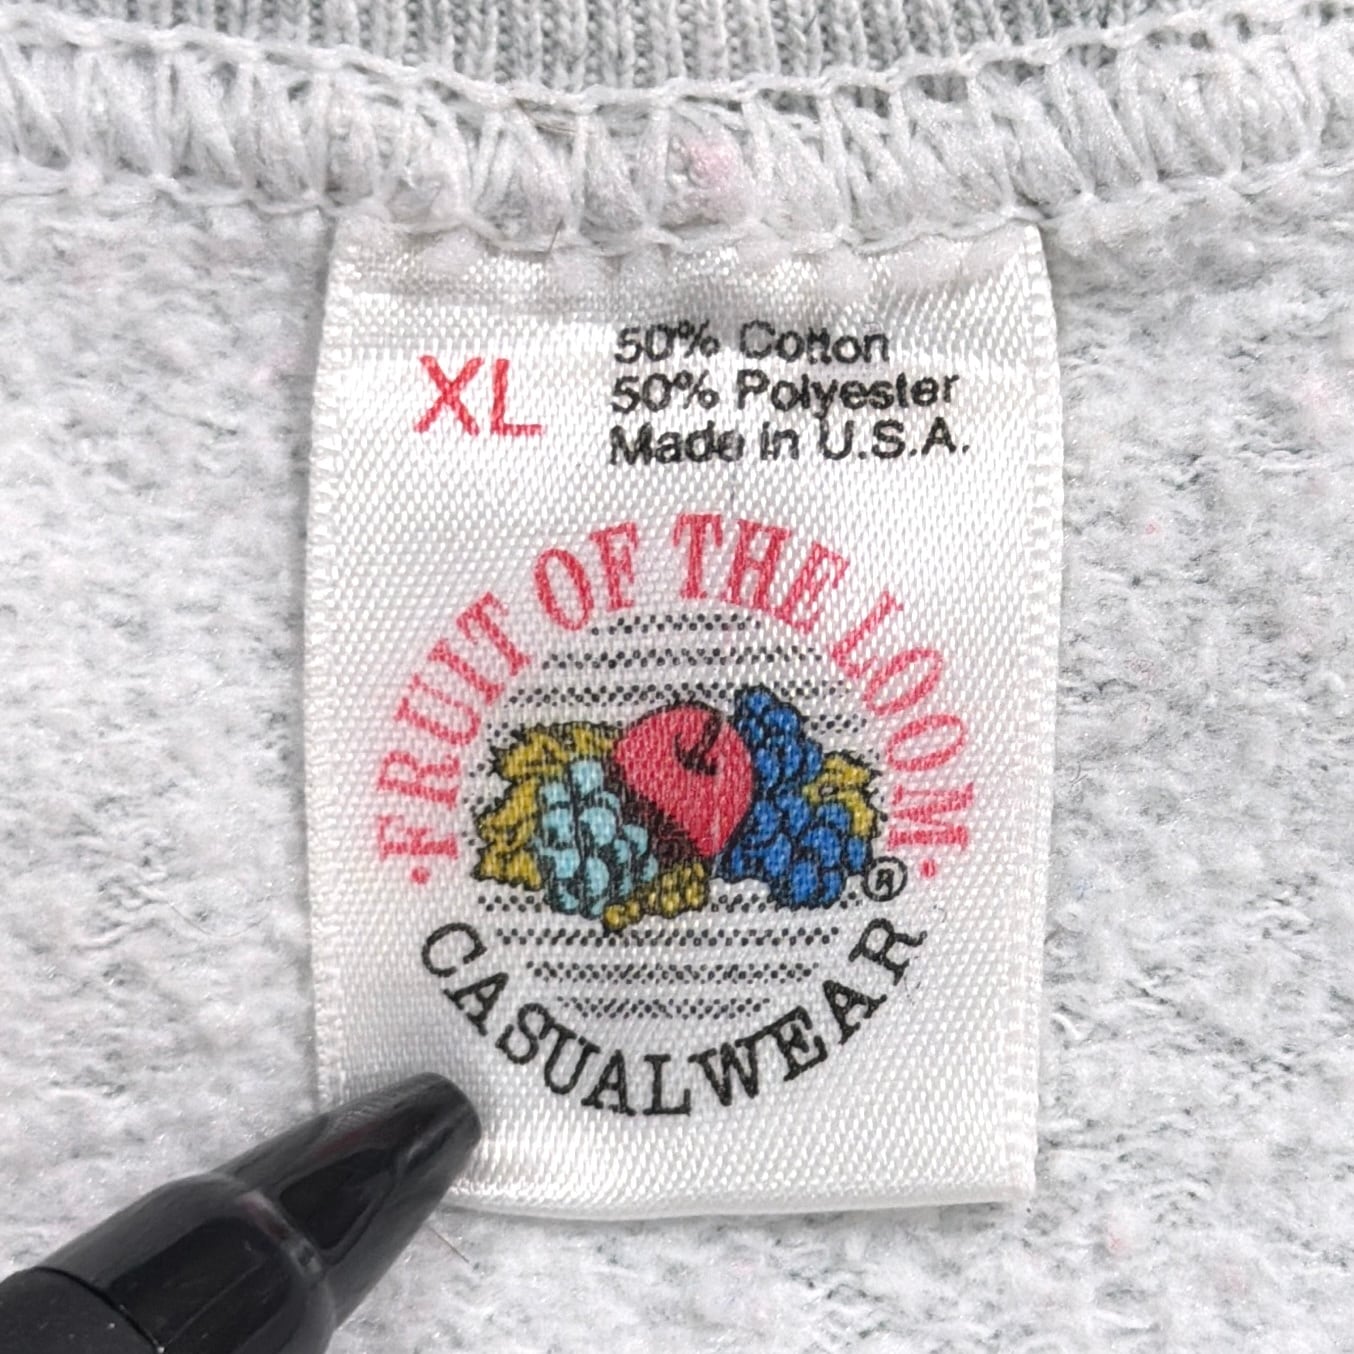 XL
50% Cotton
50% Polyester
Made in U.S.A.
·FRUIT OF THE LOOM·
®
CASUALWEAR